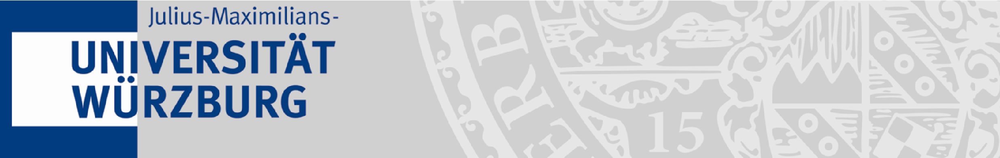 Julius-Maximilians-
UNIVERSITÄT
WÜRZBURG
B
R
E
15